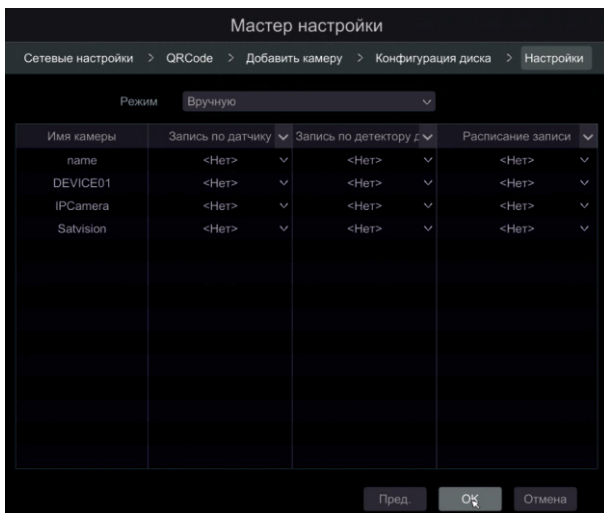 Мастер настройки
Сетевые настройки > QRCode > Добавить камеру > Конфигурация диска > Настройки
Режим Вручную
Имя камеры Запись по датчику Запись по детектору д Расписание записи
name <Нет> <Нет> <Нет>
DEVICE01 <Нет> <Нет> <Нет>
IPCamera <Нет> <Нет> <Нет>
Satvision <Нет> <Нет> <Нет>
Пред. OK Отмена